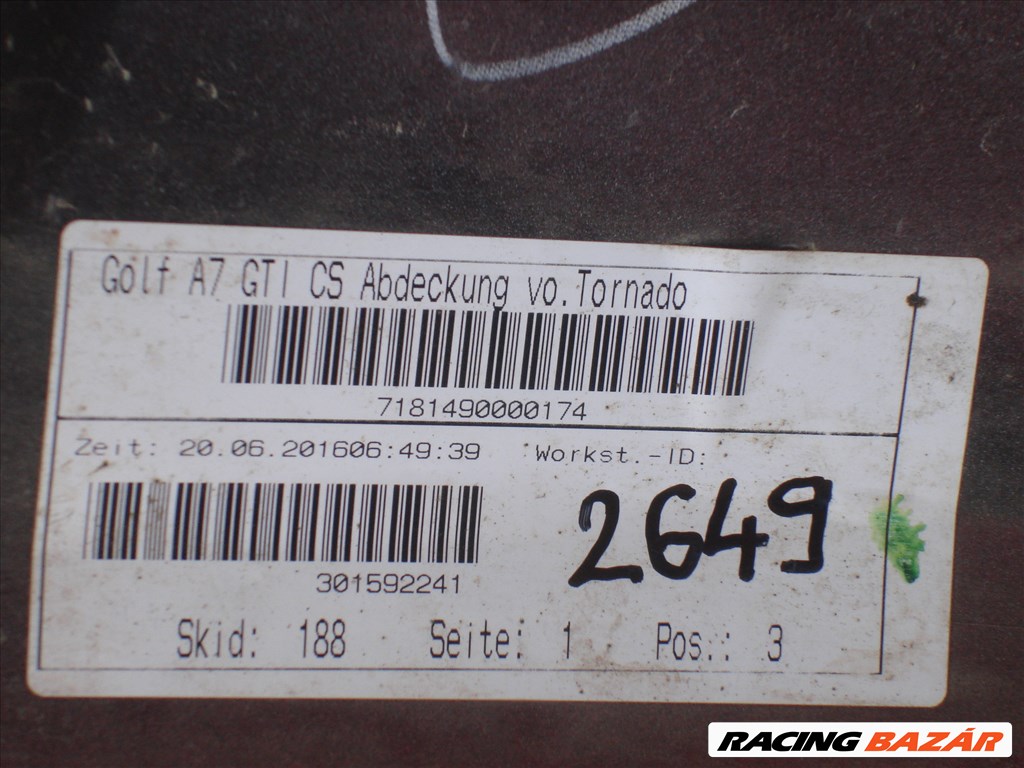 Golf A7 GTI CS Abdeckung vo.Tornado
7181490000174
Zeit: 20.06.201606:49:39 Workst.-ID:
2649
301592241
Skid: 188 Seite: 1 Pos.: 3
RACING BAZÁR